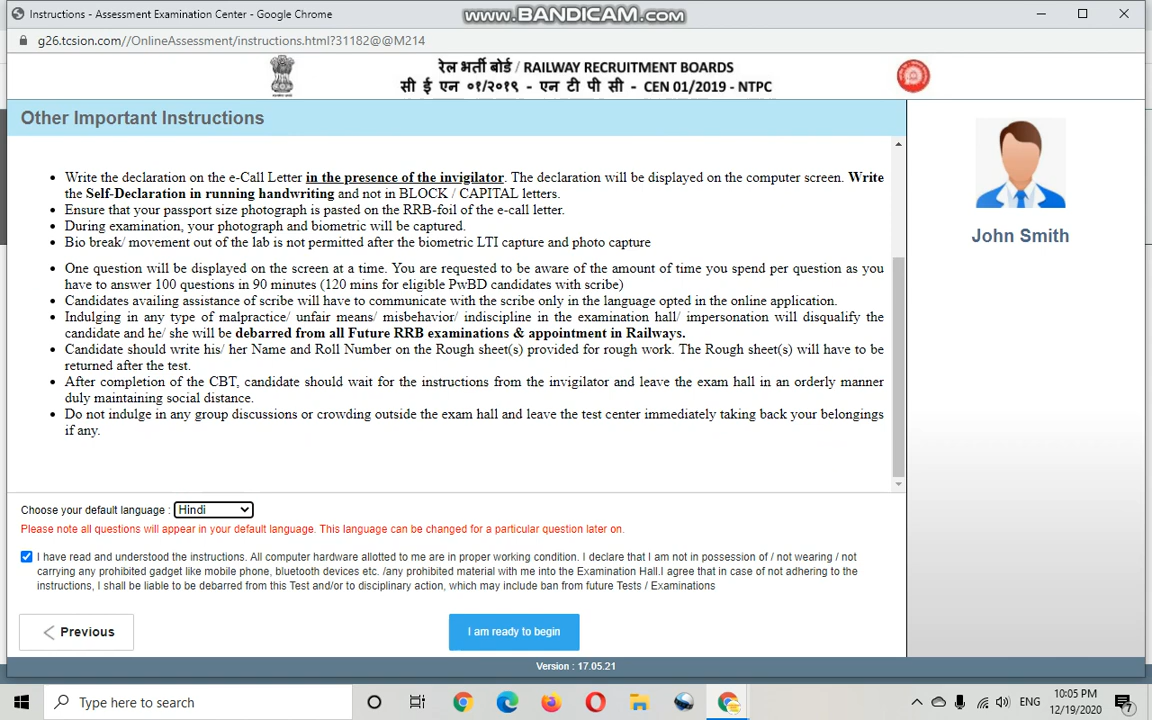 Instructions - Assessment Examination Center - Google Chrome
www.BANDICAM.com
g26.tcsion.com//OnlineAssessment/instructions.html?31182@@M214
रेल भर्ती बोर्ड / RAILWAY RECRUITMENT BOARDS
सी ई एन ०१/२०१९ - एन टी पी सी - CEN 01/2019 - NTPC
Other Important Instructions
Write the declaration on the e-Call Letter in the presence of the invigilator. The declaration will be displayed on the computer screen. Write
the Self-Declaration in running handwriting and not in BLOCK / CAPITAL letters.
Ensure that your passport size photograph is pasted on the RRB-foil of the e-call letter.
During examination, your photograph and biometric will be captured.
Bio break/ movement out of the lab is not permitted after the biometric LTI capture and photo capture
One question will be displayed on the screen at a time. You are requested to be aware of the amount of time you spend per question as you
have to answer 100 questions in 90 minutes (120 mins for eligible PwBD candidates with scribe)
Candidates availing assistance of scribe will have to communicate with the scribe only in the language opted in the online application.
Indulging in any type of malpractice/ unfair means/ misbehavior/ indiscipline in the examination hall/ impersonation will disqualify the
candidate and he/ she will be debarred from all Future RRB examinations & appointment in Railways.
Candidate should write his/ her Name and Roll Number on the Rough sheet(s) provided for rough work. The Rough sheet(s) will have to be
returned after the test.
After completion of the CBT, candidate should wait for the instructions from the invigilator and leave the exam hall in an orderly manner
duly maintaining social distance.
Do not indulge in any group discussions or crowding outside the exam hall and leave the test center immediately taking back your belongings
if any.
John Smith
Choose your default language : Hindi
Please note all questions will appear in your default language. This language can be changed for a particular question later on.
I have read and understood the instructions. All computer hardware allotted to me are in proper working condition. I declare that I am not in possession of / not wearing / not
carrying any prohibited gadget like mobile phone, bluetooth devices etc. /any prohibited material with me into the Examination Hall.I agree that in case of not adhering to the
instructions, I shall be liable to be debarred from this Test and/or to disciplinary action, which may include ban from future Tests / Examinations
Previous
I am ready to begin
Version : 17.05.21
Type here to search
ENG
10:05 PM
12/19/2020
7